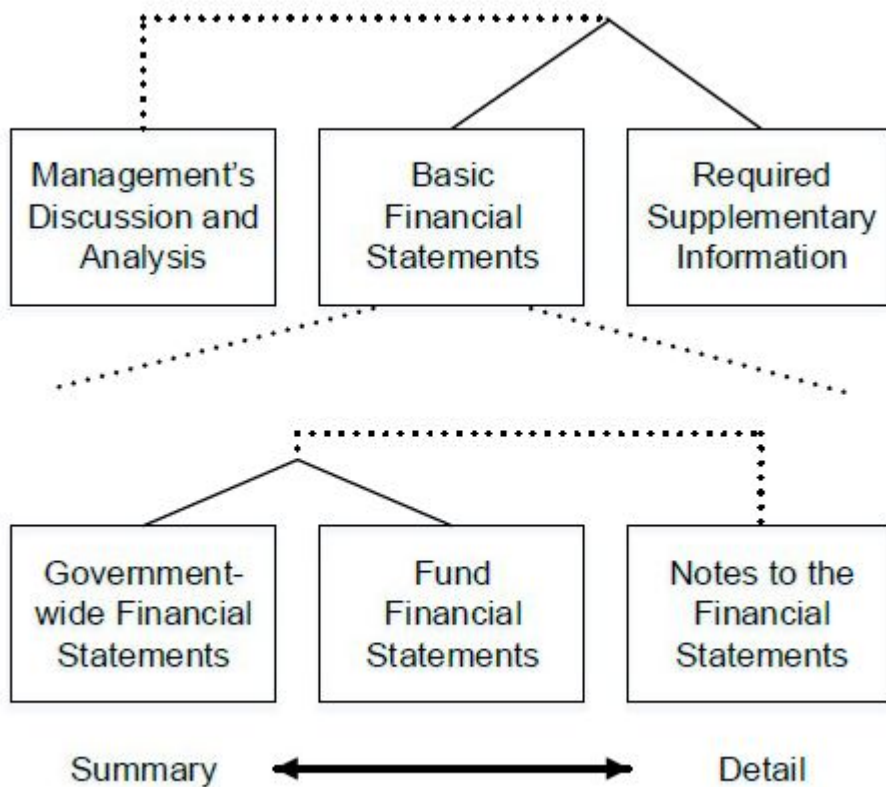 Management's
Discussion and
Analysis
Basic
Financial
Statements
Required
Supplementary
Information
Government-
wide Financial
Statements
Fund
Financial
Statements
Notes to the
Financial
Statements
Summary
Detail